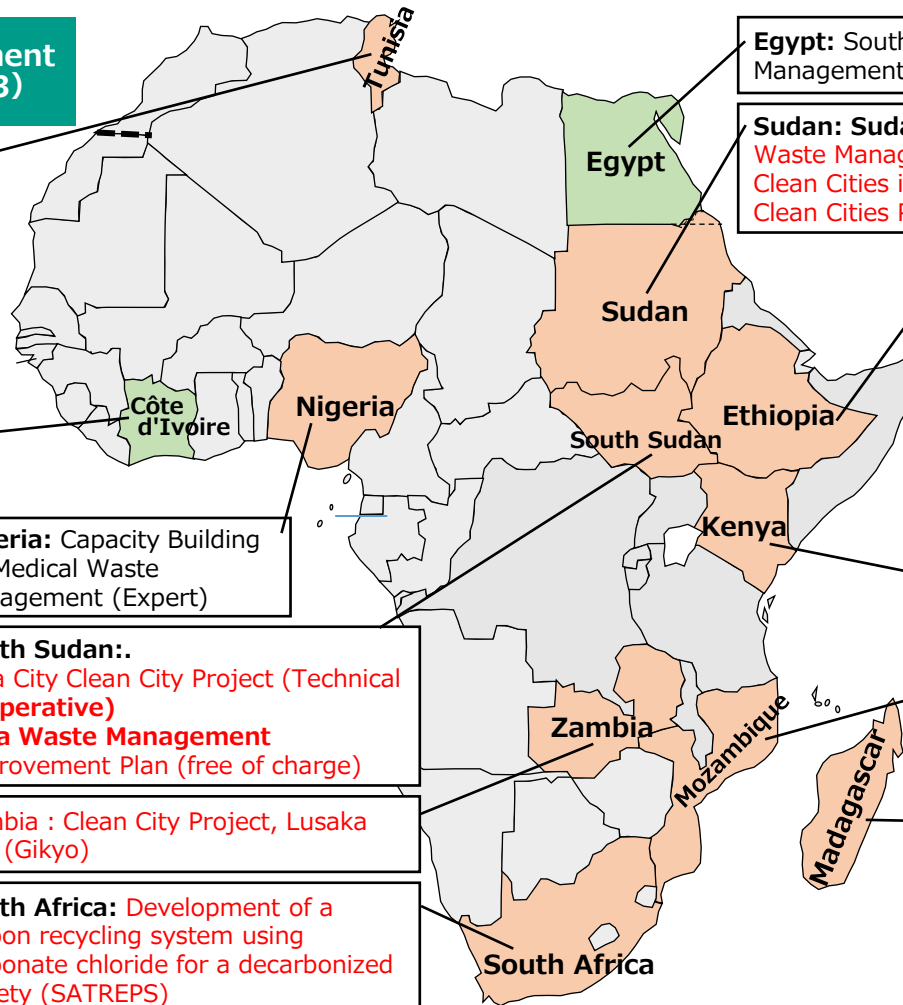 ment
3)
Tunisia
Egypt: South
Management
Sudan: Suda
Waste Manag
Clean Cities i
Clean Cities P
Egypt
Sudan
Côte
d'Ivoire
Nigeria
Ethiopia
South Sudan
Kenya
eria: Capacity Building
Medical Waste
agement (Expert)
th Sudan:.
a City Clean City Project (Technical
perative)
a Waste Management
rovement Plan (free of charge)
Zambia
Mozambique
Madagascar
mbia : Clean City Project, Lusaka
(Gikyo)
th Africa: Development of a
bon recycling system using
bonate chloride for a decarbonized
iety (SATREPS)
South Africa